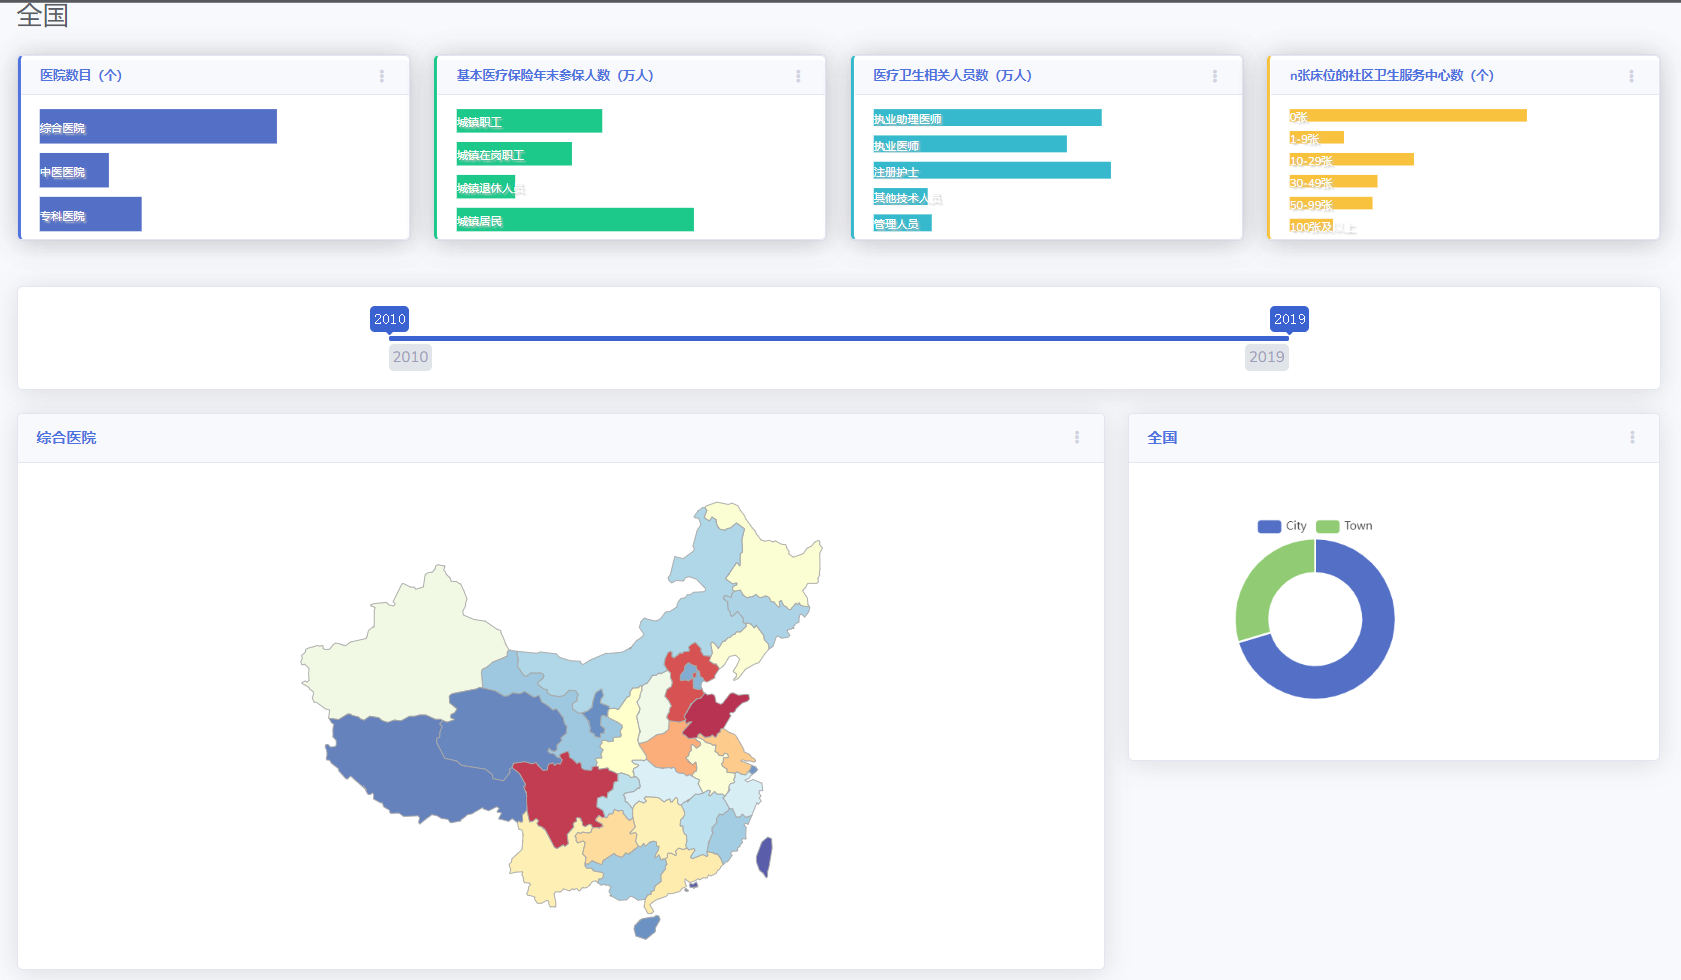 全国
医院数目（个）
综合医院
中医医院
专科医院
基本医疗保险年末参保人数（万人）
城镇职工
城镇在岗职工
城镇退休人员
城镇居民
医疗卫生相关人员数（万人）
执业助理医师
执业医师
注册护士
其他技术人员
管理人员
n张床位的社区卫生服务中心数（个）
0张
1-9张
10-29张
30-49张
50-99张
100张及以上
2010
2019
2010
2019
综合医院
全国
City
Town